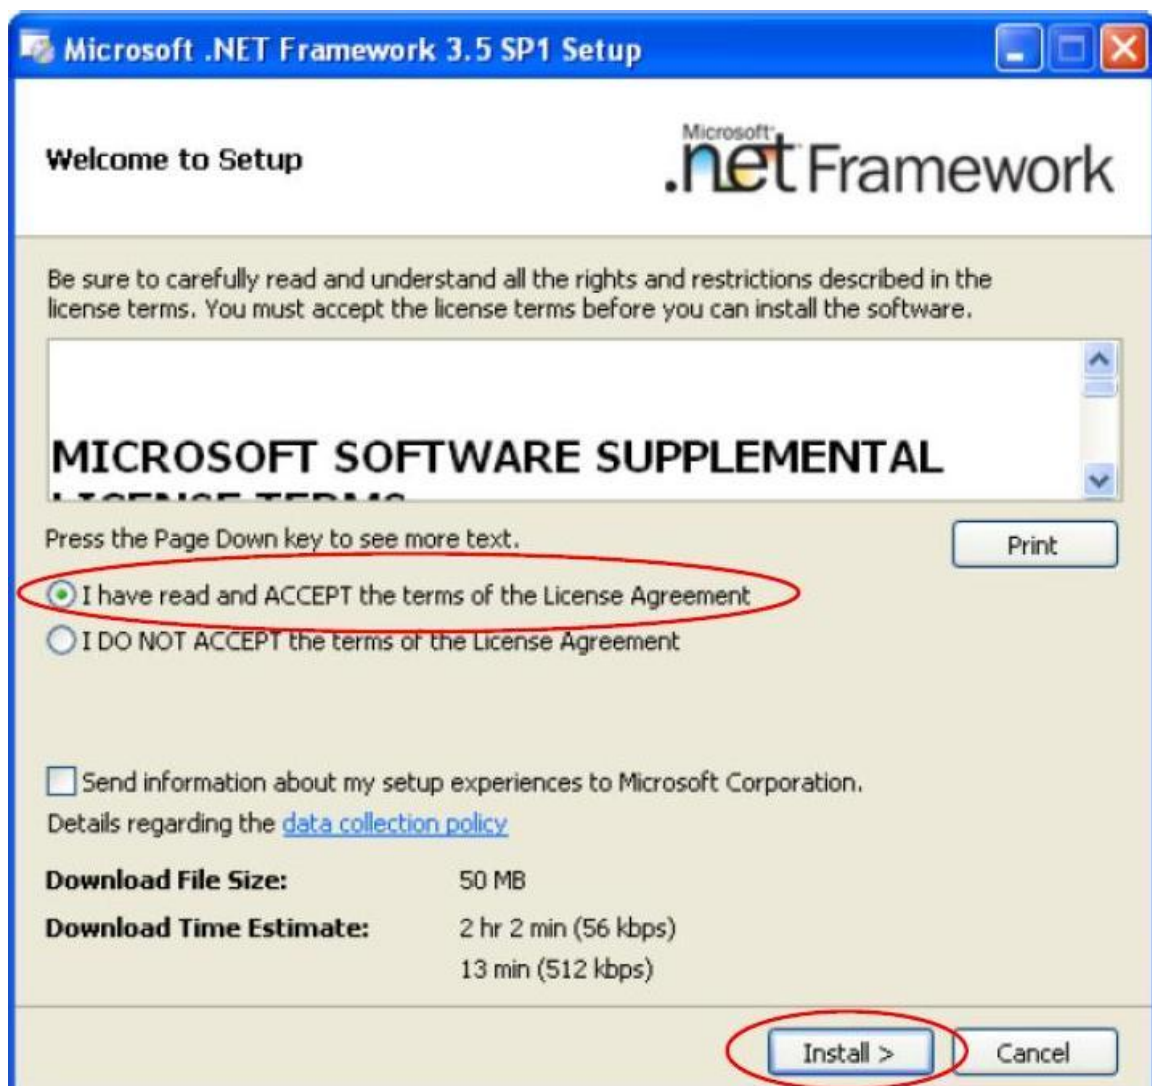 Microsoft .NET Framework 3.5 SP1 Setup
Welcome to Setup
Microsoft
.net Framework
Be sure to carefully read and understand all the rights and restrictions described in the
license terms. You must accept the license terms before you can install the software.
MICROSOFT SOFTWARE SUPPLEMENTAL
LICENSE TERMS
Press the Page Down key to see more text.
Print
I have read and ACCEPT the terms of the License Agreement
I DO NOT ACCEPT the terms of the License Agreement
Send information about my setup experiences to Microsoft Corporation.
Details regarding the data collection policy
Download File Size: 50 MB
Download Time Estimate: 2 hr 2 min (56 kbps)
13 min (512 kbps)
Install > Cancel